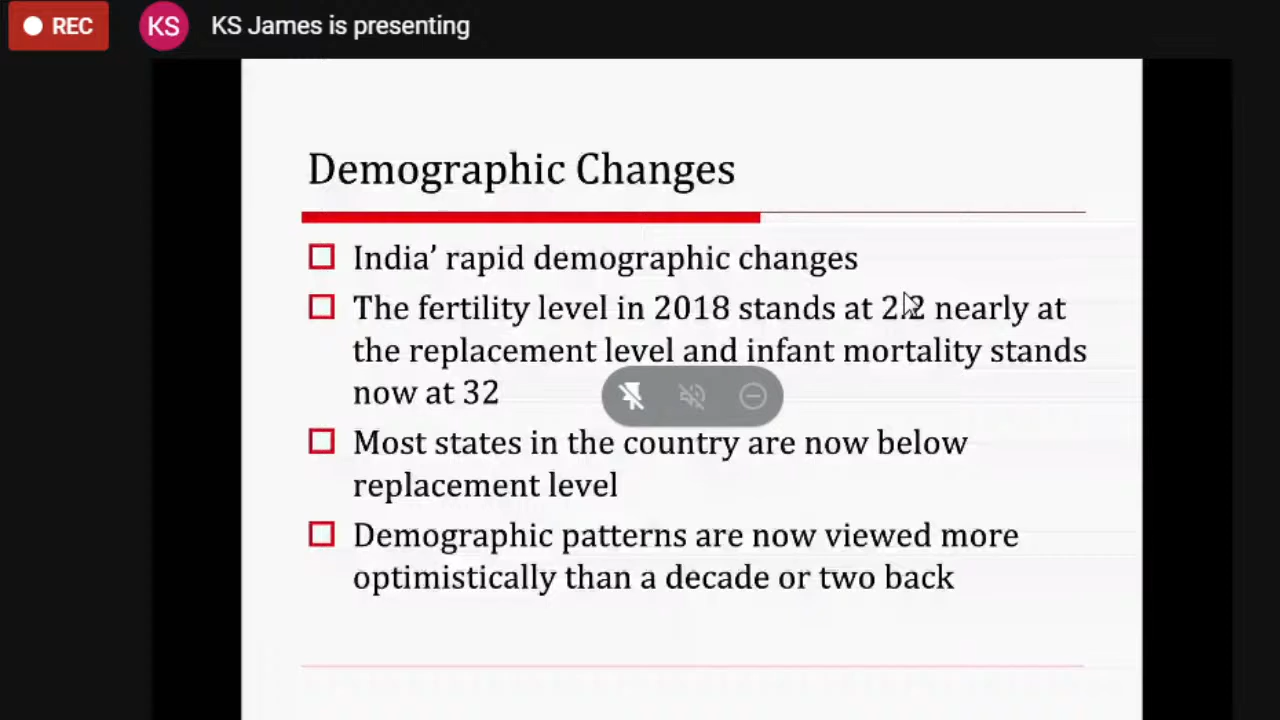 REC
KS
KS James is presenting
Demographic Changes
India’ rapid demographic changes
The fertility level in 2018 stands at 2.2 nearly at
the replacement level and infant mortality stands
now at 32
Most states in the country are now below
replacement level
Demographic patterns are now viewed more
optimistically than a decade or two back